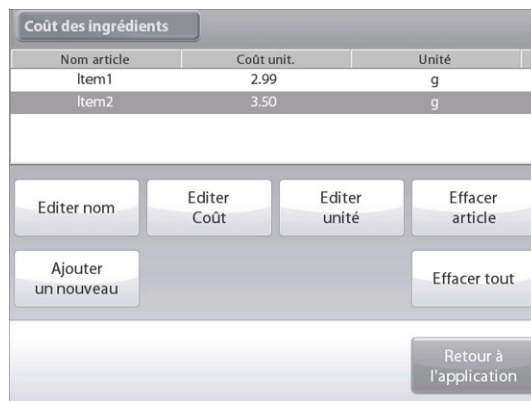 Coût des ingrédients
Nom article Coût unit. Unité
Item1 2.99 g
Item2 3.50 g
Editer nom
Editer
Coût
Editer
unité
Effacer
article
Ajouter
un nouveau
Effacer tout
Retour à
l'application